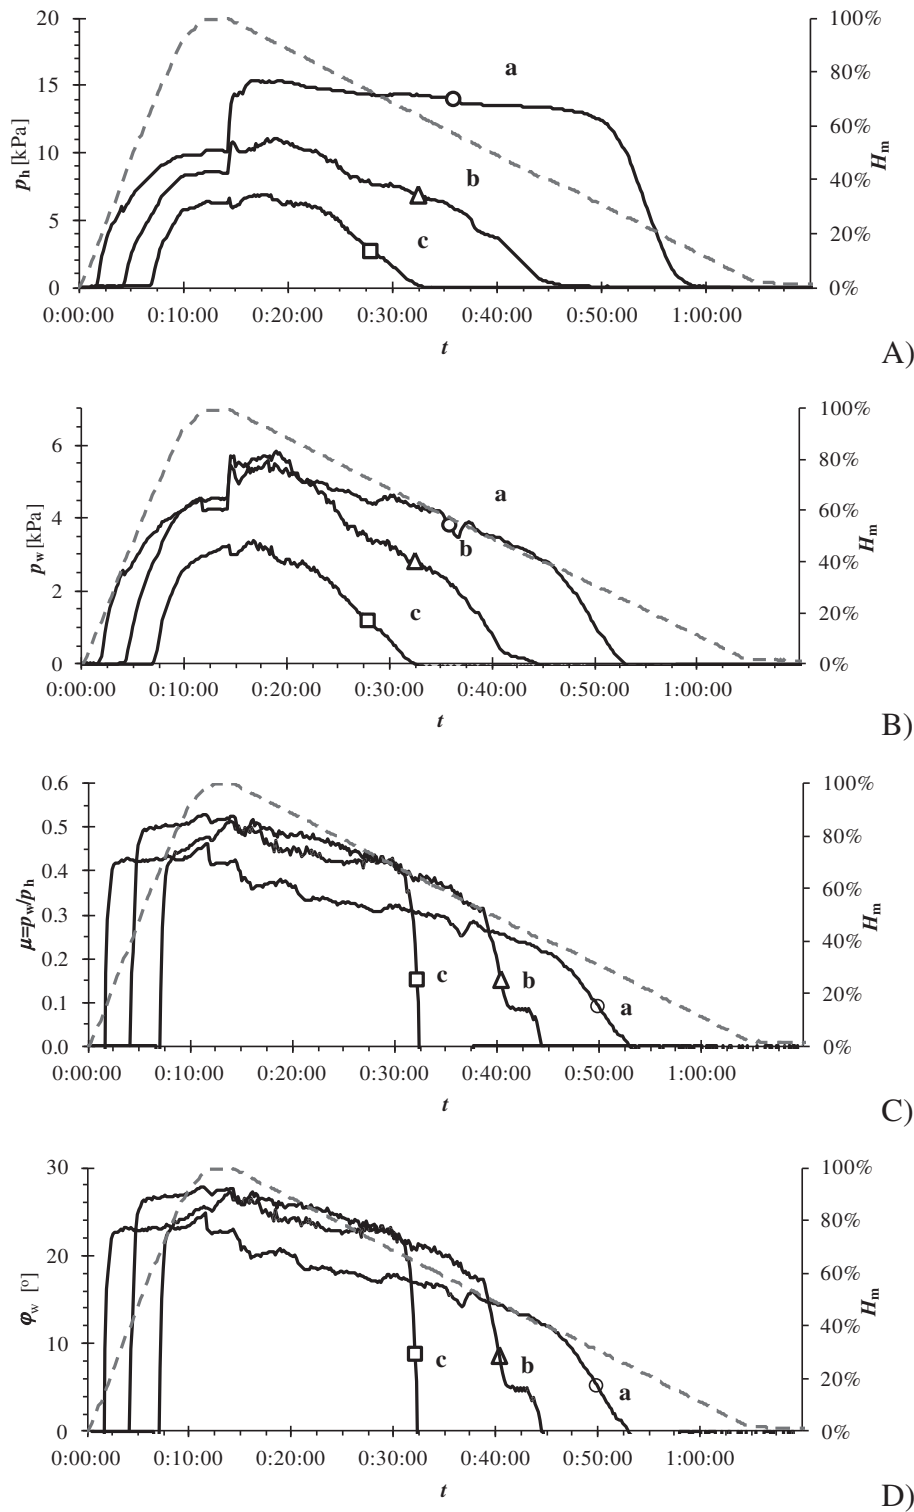 20
15
10
5
0
p_h [kPa]
100%
80%
60%
40%
20%
0%
H_m
a
b
c
0:00:00 0:10:00 0:20:00 0:30:00 0:40:00 0:50:00 1:00:00
t
A)
6
4
2
0
p_w [kPa]
100%
80%
60%
40%
20%
0%
H_m
a
b
c
0:00:00 0:10:00 0:20:00 0:30:00 0:40:00 0:50:00 1:00:00
t
B)
0.6
0.5
0.4
0.3
0.2
0.1
0.0
μ=p_w/p_h
100%
80%
60%
40%
20%
0%
H_m
c
b
a
0:00:00 0:10:00 0:20:00 0:30:00 0:40:00 0:50:00 1:00:00
t
C)
30
20
10
0
φ_w [º]
100%
80%
60%
40%
20%
0%
H_m
c
b
a
0:00:00 0:10:00 0:20:00 0:30:00 0:40:00 0:50:00 1:00:00
t
D)